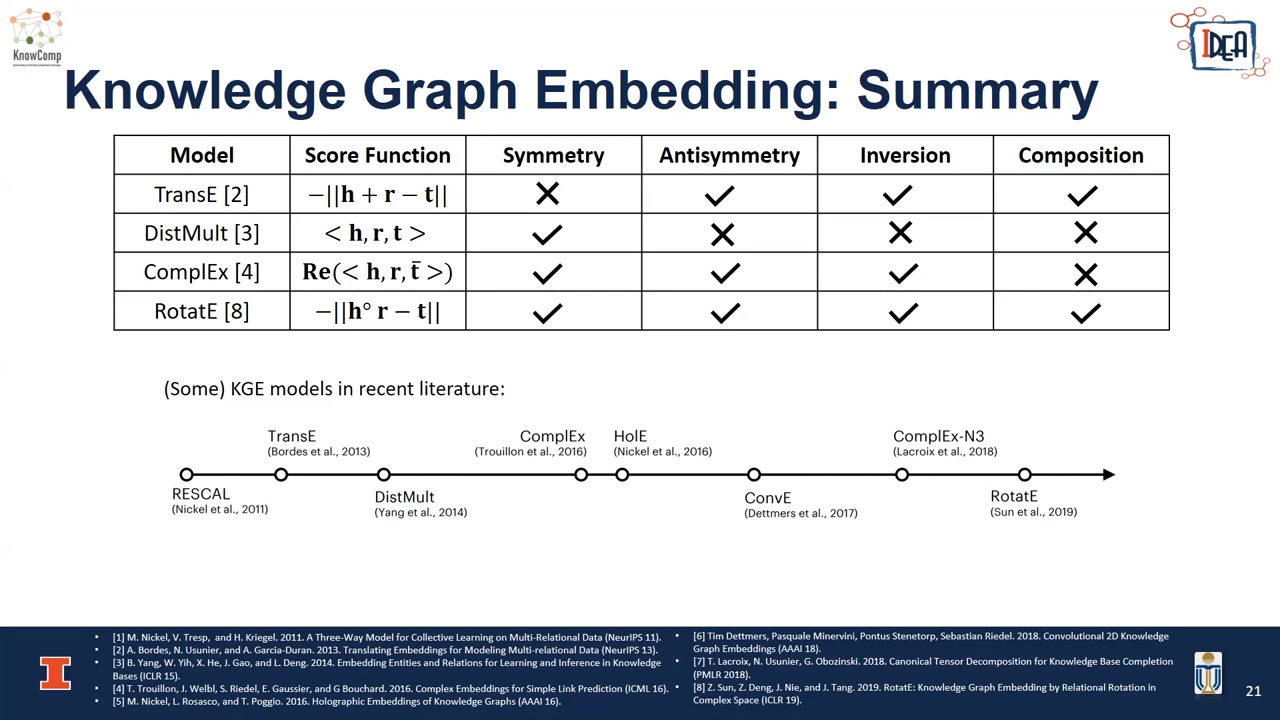 KnowComp
IDEA
Knowledge Graph Embedding: Summary
Model Score Function Symmetry Antisymmetry Inversion Composition
TransE [2] −||h + r − t|| ✕ ✓ ✓ ✓
DistMult [3] < h, r, t > ✓ ✕ ✕ ✕
ComplEx [4] Re(< h, r, t̄ >) ✓ ✓ ✓ ✕
RotatE [8] −||h° r − t|| ✓ ✓ ✓ ✓
(Some) KGE models in recent literature:
TransE
(Bordes et al., 2013)
ComplEx
(Trouillon et al., 2016)
HolE
(Nickel et al., 2016)
ComplEx-N3
(Lacroix et al., 2018)
RESCAL
(Nickel et al., 2011)
DistMult
(Yang et al., 2014)
ConvE
(Dettmers et al., 2017)
RotatE
(Sun et al., 2019)
• [1] M. Nickel, V. Tresp, and H. Kriegel. 2011. A Three-Way Model for Collective Learning on Multi-Relational Data (NeurIPS 11).
• [2] A. Bordes, N. Usunier, and A. Garcia-Duran. 2013. Translating Embeddings for Modeling Multi-relational Data (NeurIPS 13).
• [3] B. Yang, W. Yih, X. He, J. Gao, and L. Deng. 2014. Embedding Entities and Relations for Learning and Inference in Knowledge
Bases (ICLR 15).
• [4] T. Trouillon, J. Welbl, S. Riedel, E. Gaussier, and G Bouchard. 2016. Complex Embeddings for Simple Link Prediction (ICML 16).
• [5] M. Nickel, L. Rosasco, and T. Poggio. 2016. Holographic Embeddings of Knowledge Graphs (AAAI 16).
• [6] Tim Dettmers, Pasquale Minervini, Pontus Stenetorp, Sebastian Riedel. 2018. Convolutional 2D Knowledge
Graph Embeddings (AAAI 18).
• [7] T. Lacroix, N. Usunier, G. Obozinski. 2018. Canonical Tensor Decomposition for Knowledge Base Completion
(PMLR 2018).
• [8] Z. Sun, Z. Deng, J. Nie, and J. Tang. 2019. RotatE: Knowledge Graph Embedding by Relational Rotation in
Complex Space (ICLR 19).
21